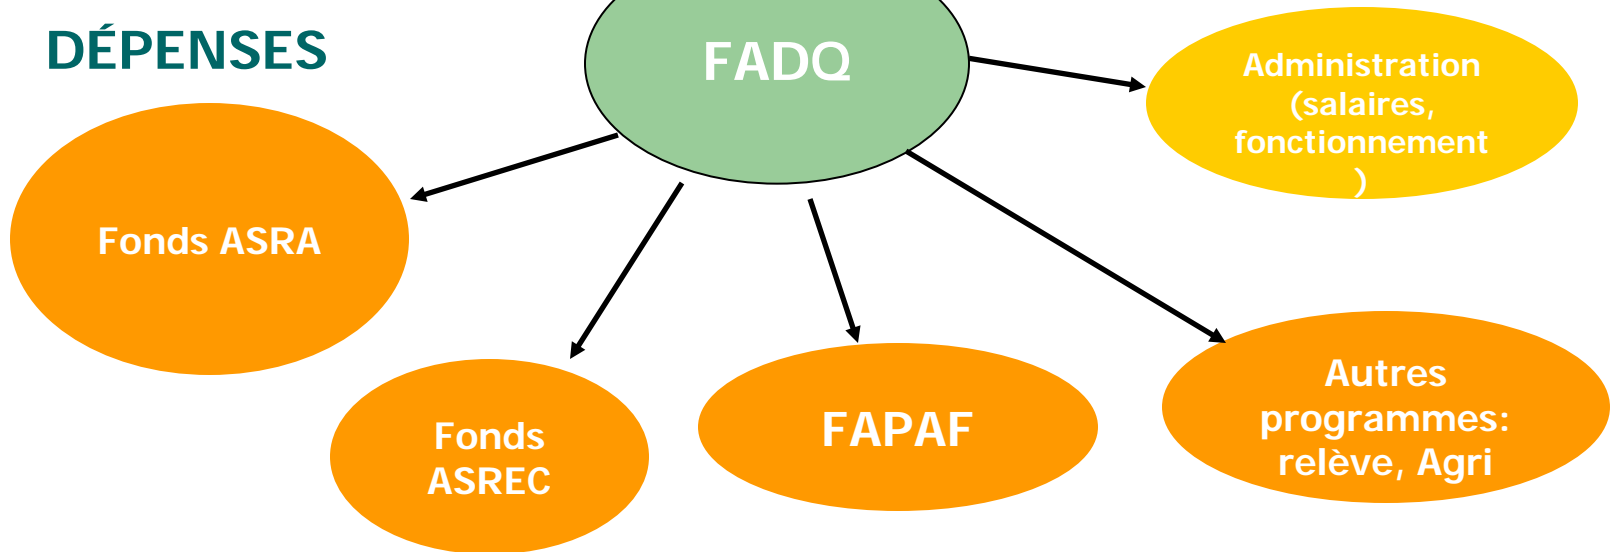 DÉPENSES
FADQ
Administration
(salaires,
fonctionnement
)
Fonds ASRA
Fonds
ASREC
FAPAF
Autres
programmes:
relève, Agri